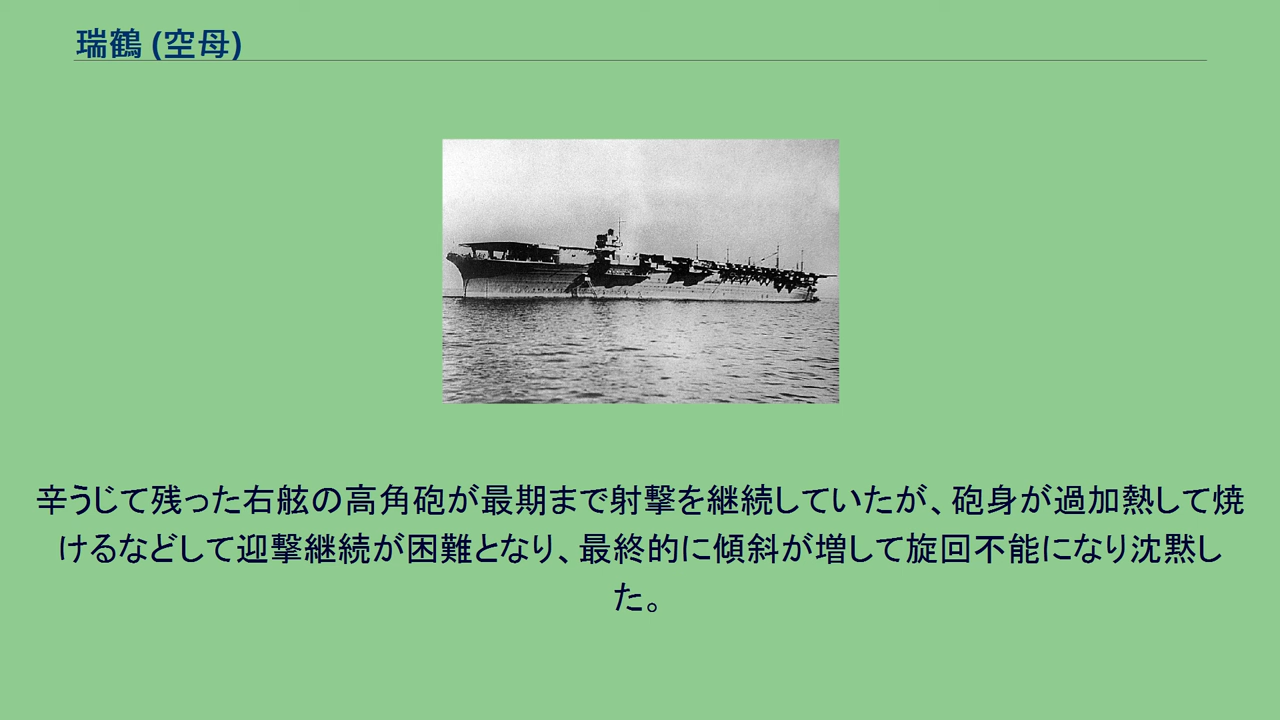 瑞鶴 (空母)
辛うじて残った右舷の高角砲が最期まで射撃を継続していたが、砲身が過加熱して焼
けるなどして迎撃継続が困難となり、最終的に傾斜が増して旋回不能になり沈黙し
た。